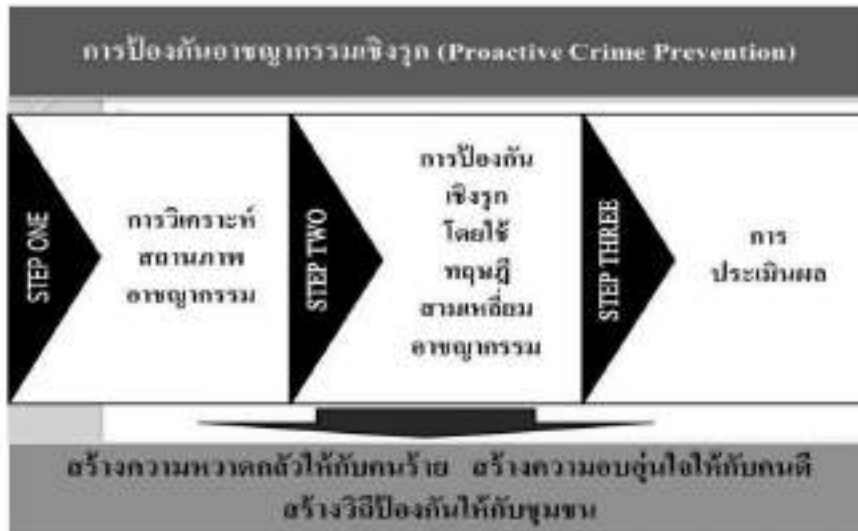 การป้องกันอาชญากรรมเชิงรุก (Proactive Crime Prevention)
STEP ONE
การวิเคราะห์
สถานภาพ
อาชญากรรม
STEP TWO
การป้องกัน
เชิงรุก
โดยใช้
ทฤษฎี
สามเหลี่ยม
อาชญากรรม
STEP THREE
การ
ประเมินผล
สร้างความหวาดกลัวให้กับคนร้าย สร้างความอบอุ่นใจให้กับคนดี
สร้างวิถีป้องกันให้กับชุมชน